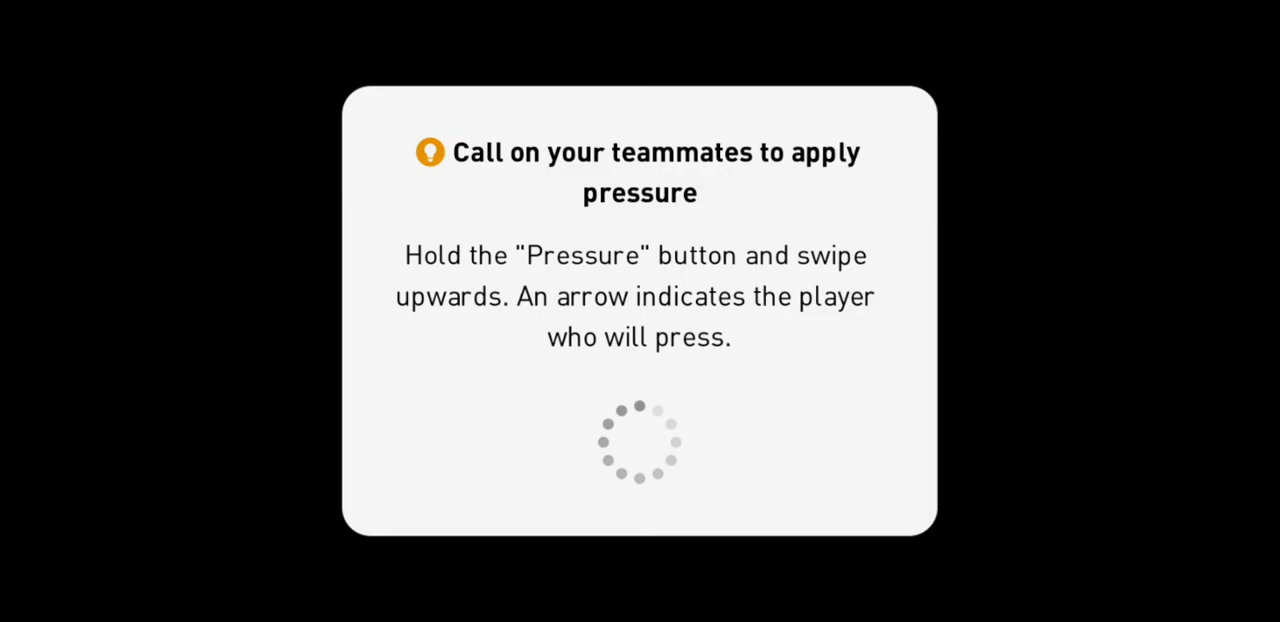 Call on your teammates to apply
pressure
Hold the "Pressure" button and swipe
upwards. An arrow indicates the player
who will press.